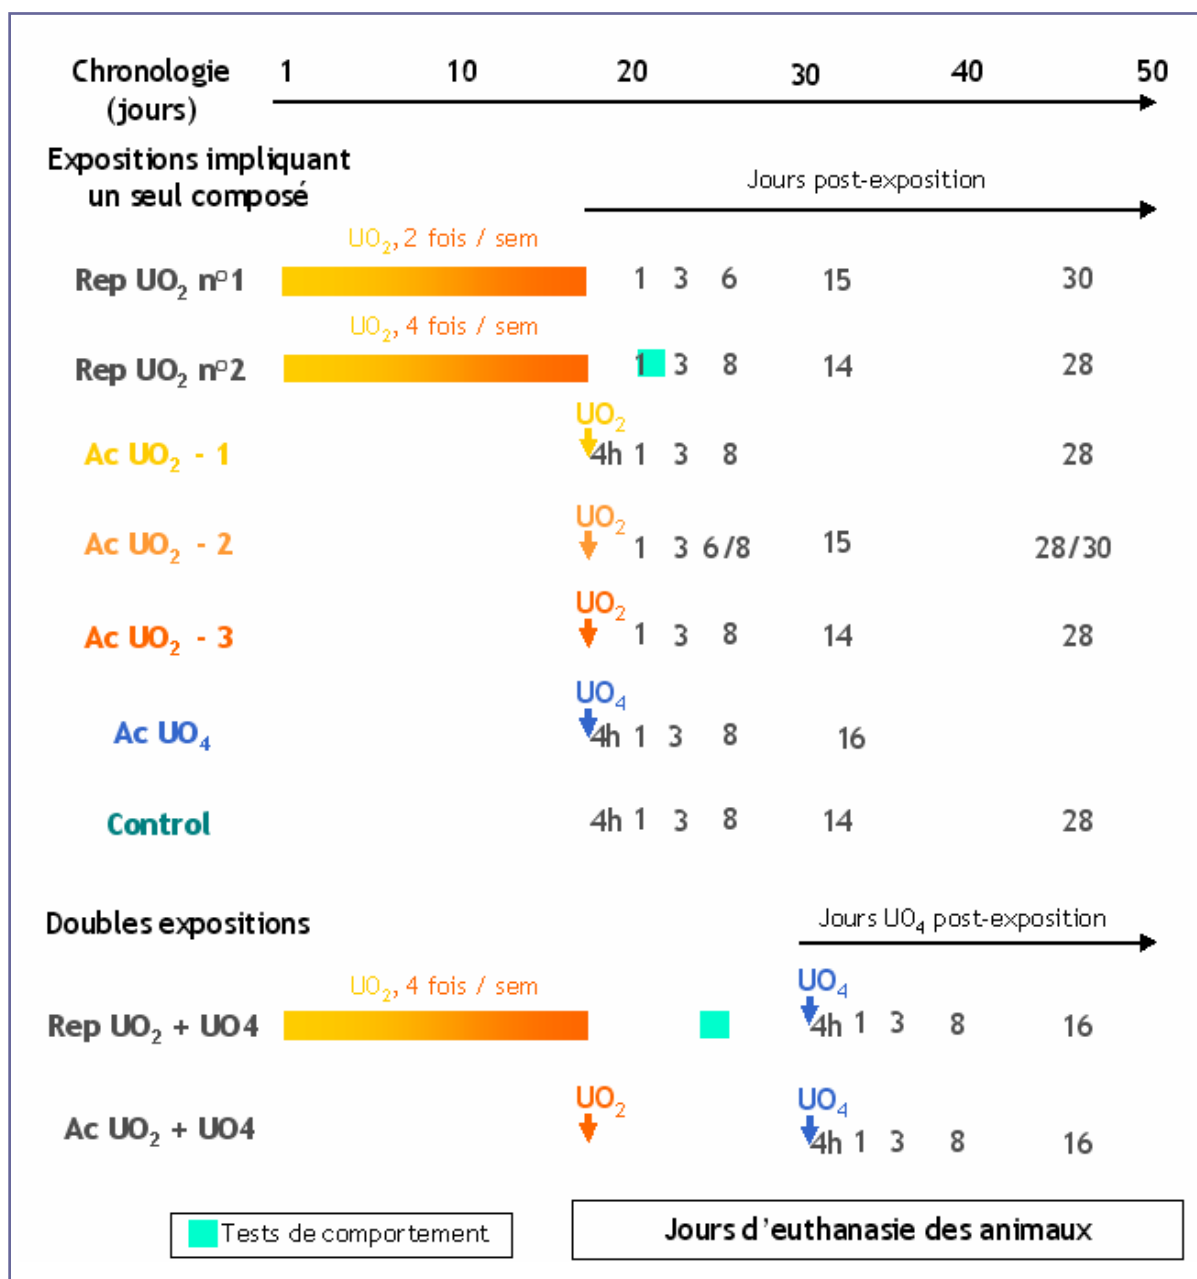 Chronologie 1 10 20 30 40 50
(jours)
Expositions impliquant
un seul composé
Jours post-exposition
UO₂, 2 fois / sem
Rep UO₂ n°1 1 3 6 15 30
UO₂, 4 fois / sem
Rep UO₂ n°2 1 3 8 14 28
UO₂
Ac UO₂ - 1 4h 1 3 8 28
UO₂
Ac UO₂ - 2 1 3 6/8 15 28/30
UO₂
Ac UO₂ - 3 1 3 8 14 28
UO₄
Ac UO₄ 4h 1 3 8 16
Control 4h 1 3 8 14 28
Doubles expositions
Jours UO₄ post-exposition
UO₂, 4 fois / sem
UO₄
Rep UO₂ + UO4 4h 1 3 8 16
UO₂ UO₄
Ac UO₂ + UO4 4h 1 3 8 16
Tests de comportement
Jours d'euthanasie des animaux